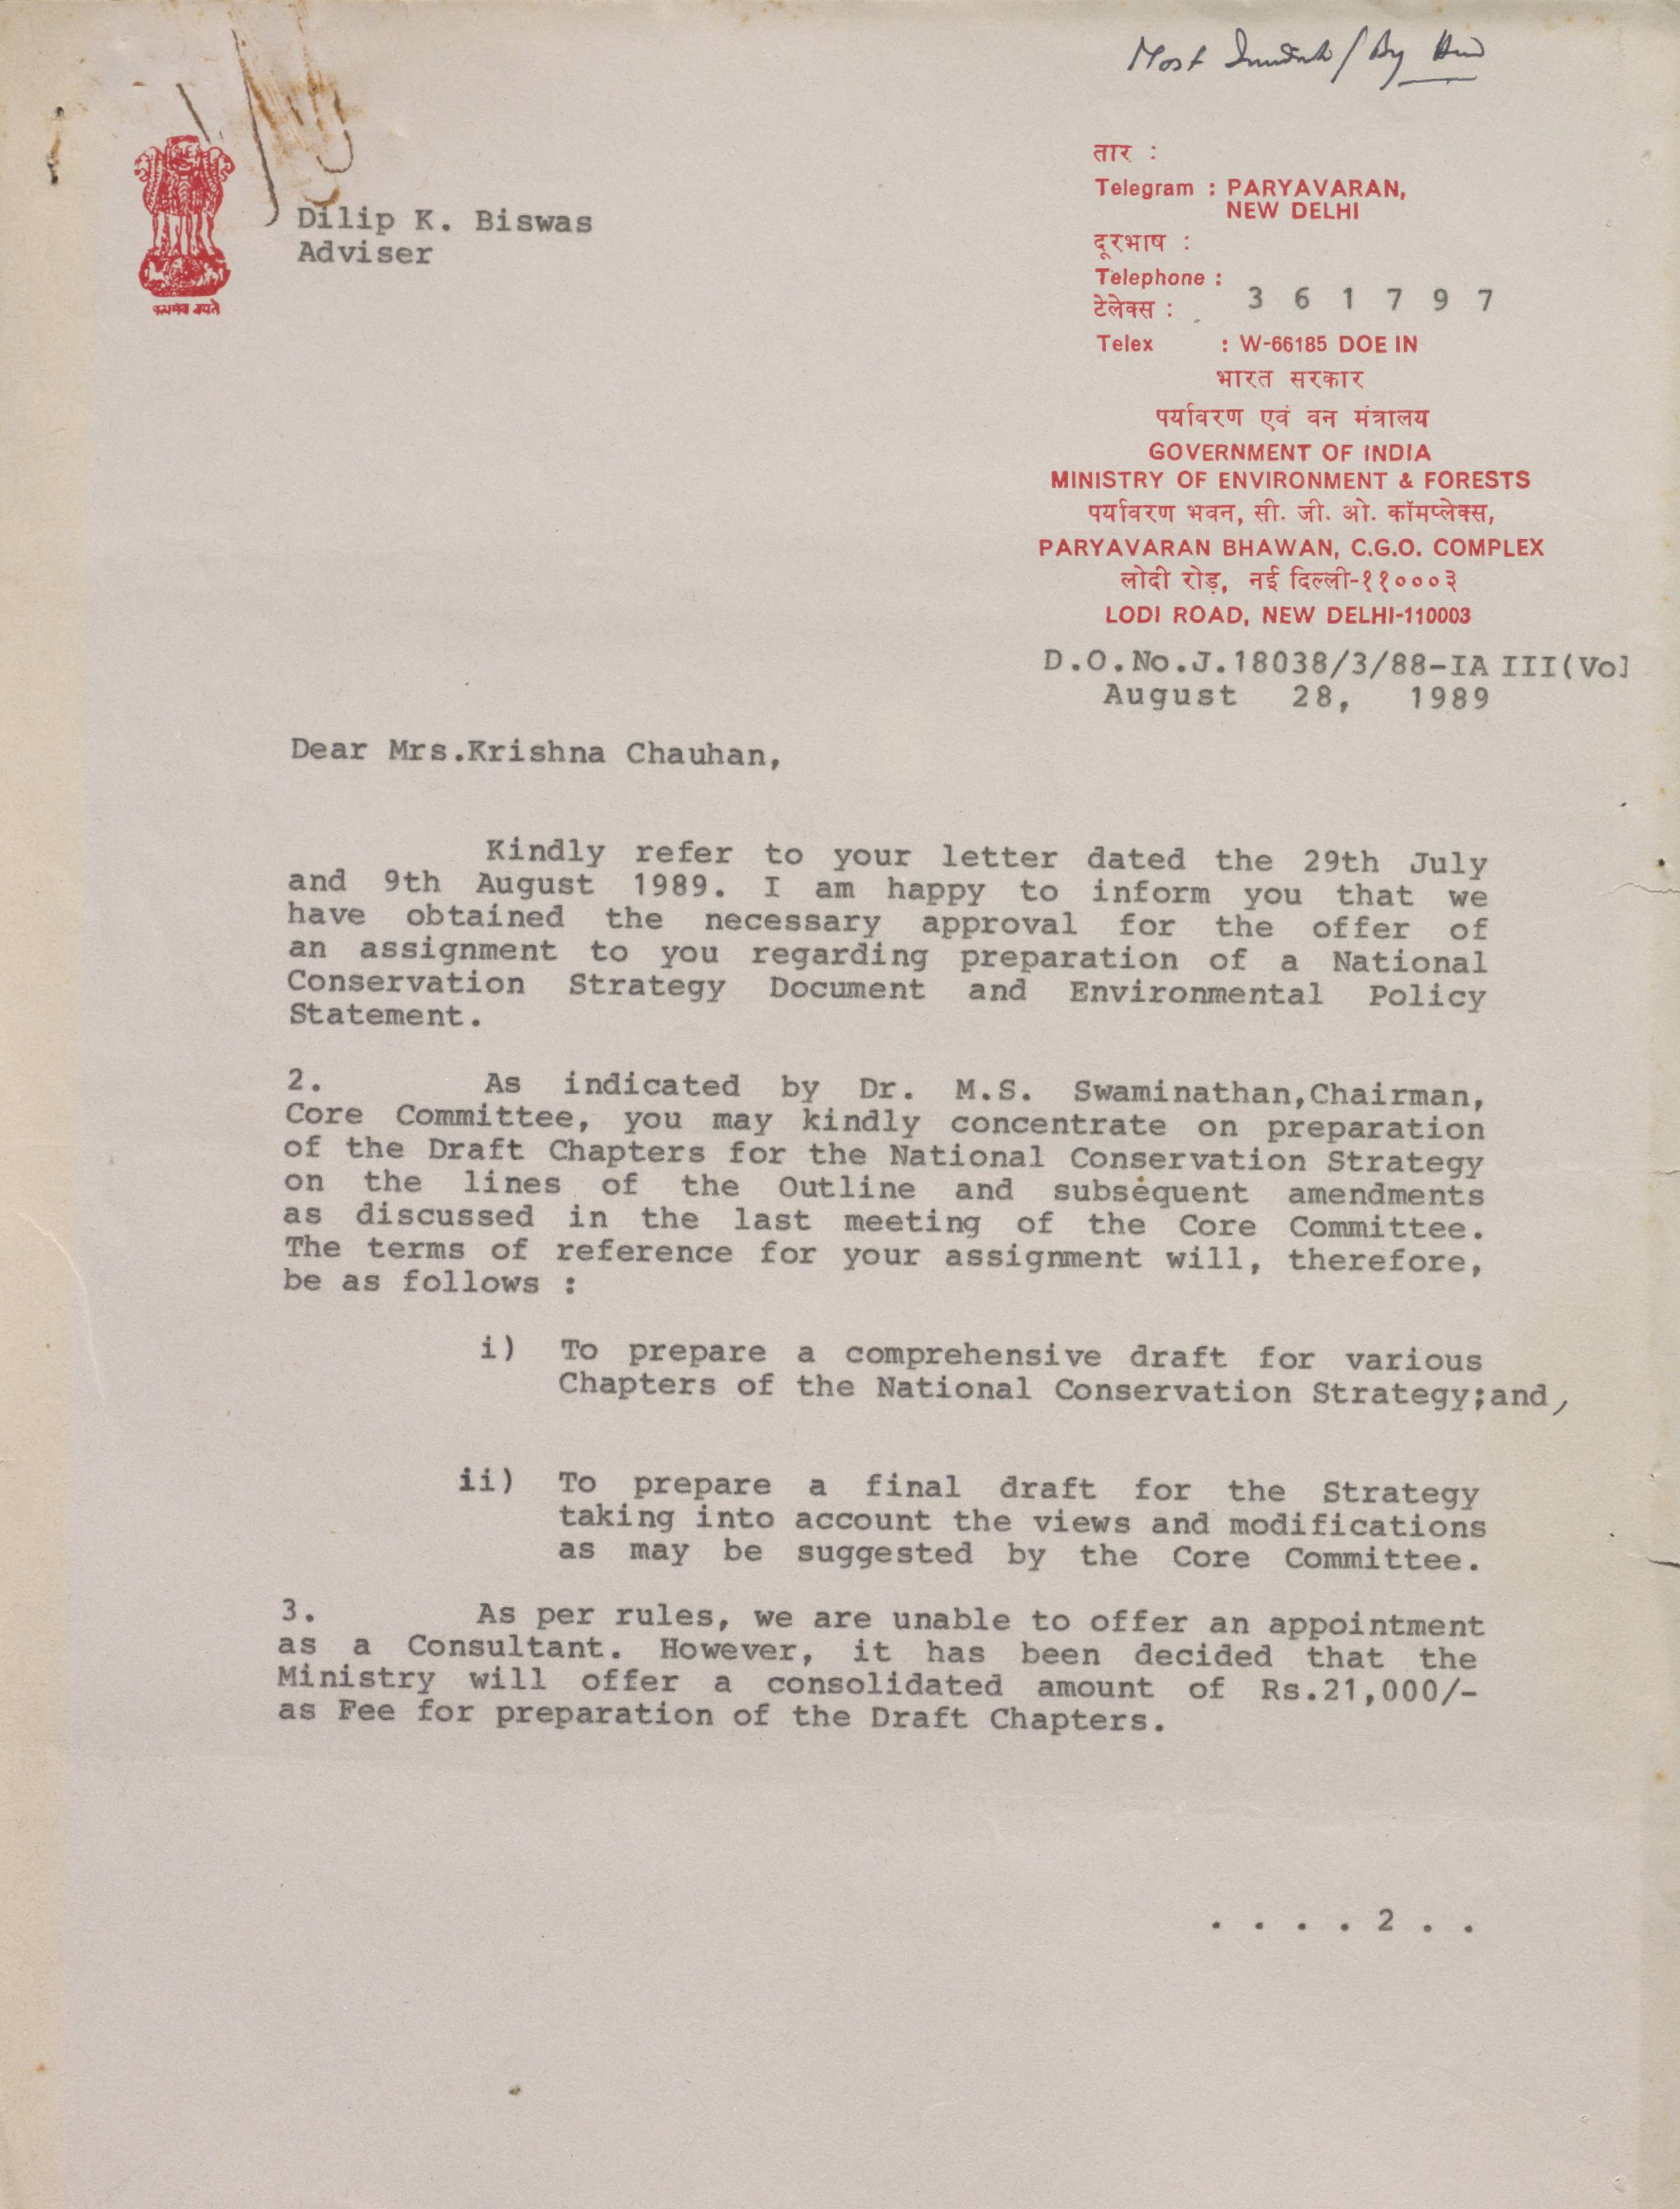 Most Immediate / By Hand
Dilip K. Biswas
Adviser
तार :
Telegram : PARYAVARAN,
NEW DELHI
दूरभाष :
Telephone :
3 6 1 7 9 7
टेलेक्स :
Telex : W-66185 DOE IN
भारत सरकार
पर्यावरण एवं वन मंत्रालय
GOVERNMENT OF INDIA
MINISTRY OF ENVIRONMENT & FORESTS
पर्यावरण भवन, सी. जी. ओ. कॉमप्लेक्स,
PARYAVARAN BHAWAN, C.G.O. COMPLEX
लोदी रोड़, नई दिल्ली-११०००३
LODI ROAD, NEW DELHI-110003
सत्यमेव जयते
D.O.No.J.18038/3/88-IA III(Vol
August 28, 1989
Dear Mrs.Krishna Chauhan,
Kindly refer to your letter dated the 29th July
and 9th August 1989. I am happy to inform you that we
have obtained the necessary approval for the offer of
an assignment to you regarding preparation of a National
Conservation Strategy Document and Environmental Policy
Statement.
2. As indicated by Dr. M.S. Swaminathan,Chairman,
Core Committee, you may kindly concentrate on preparation
of the Draft Chapters for the National Conservation Strategy
on the lines of the Outline and subsequent amendments
as discussed in the last meeting of the Core Committee.
The terms of reference for your assignment will, therefore,
be as follows :
i) To prepare a comprehensive draft for various
Chapters of the National Conservation Strategy;and,
ii) To prepare a final draft for the Strategy
taking into account the views and modifications
as may be suggested by the Core Committee.
3. As per rules, we are unable to offer an appointment
as a Consultant. However, it has been decided that the
Ministry will offer a consolidated amount of Rs.21,000/-
as Fee for preparation of the Draft Chapters.
. . . . 2 . .